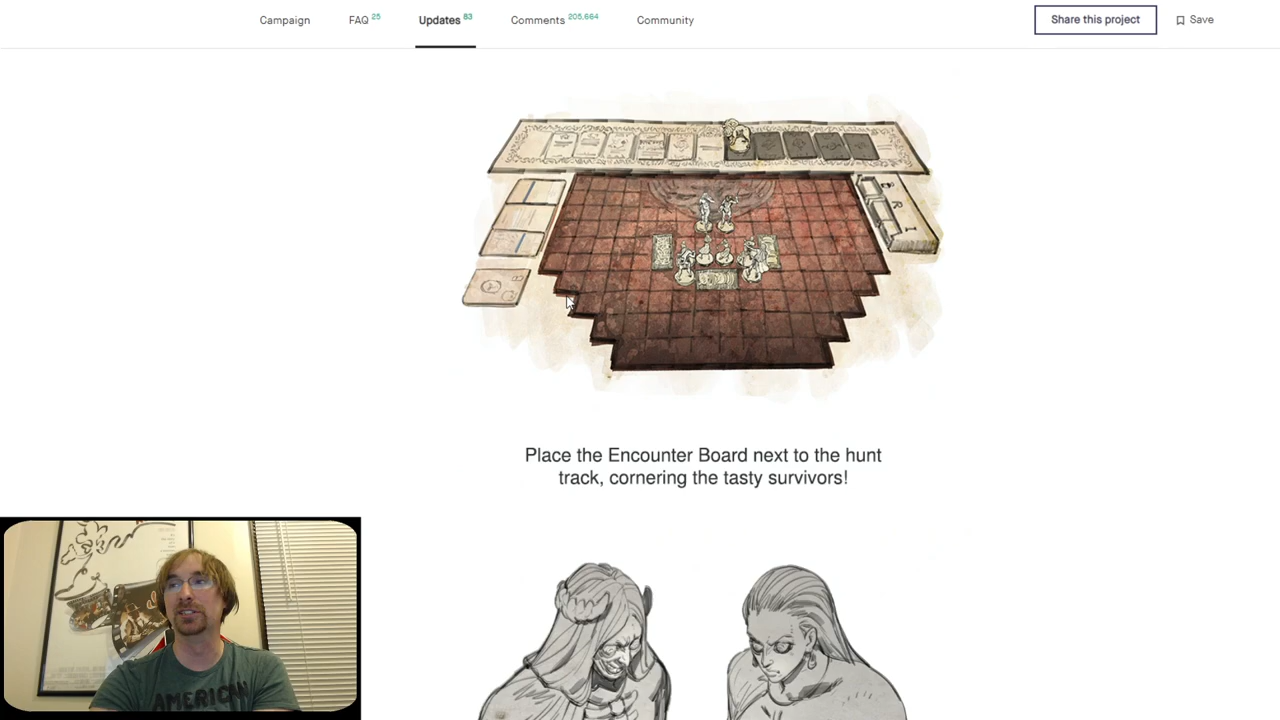 Campaign FAQ 25 Updates 83 Comments 205,664 Community Share this project Save
Place the Encounter Board next to the hunt
track, cornering the tasty survivors!
AMERICAN